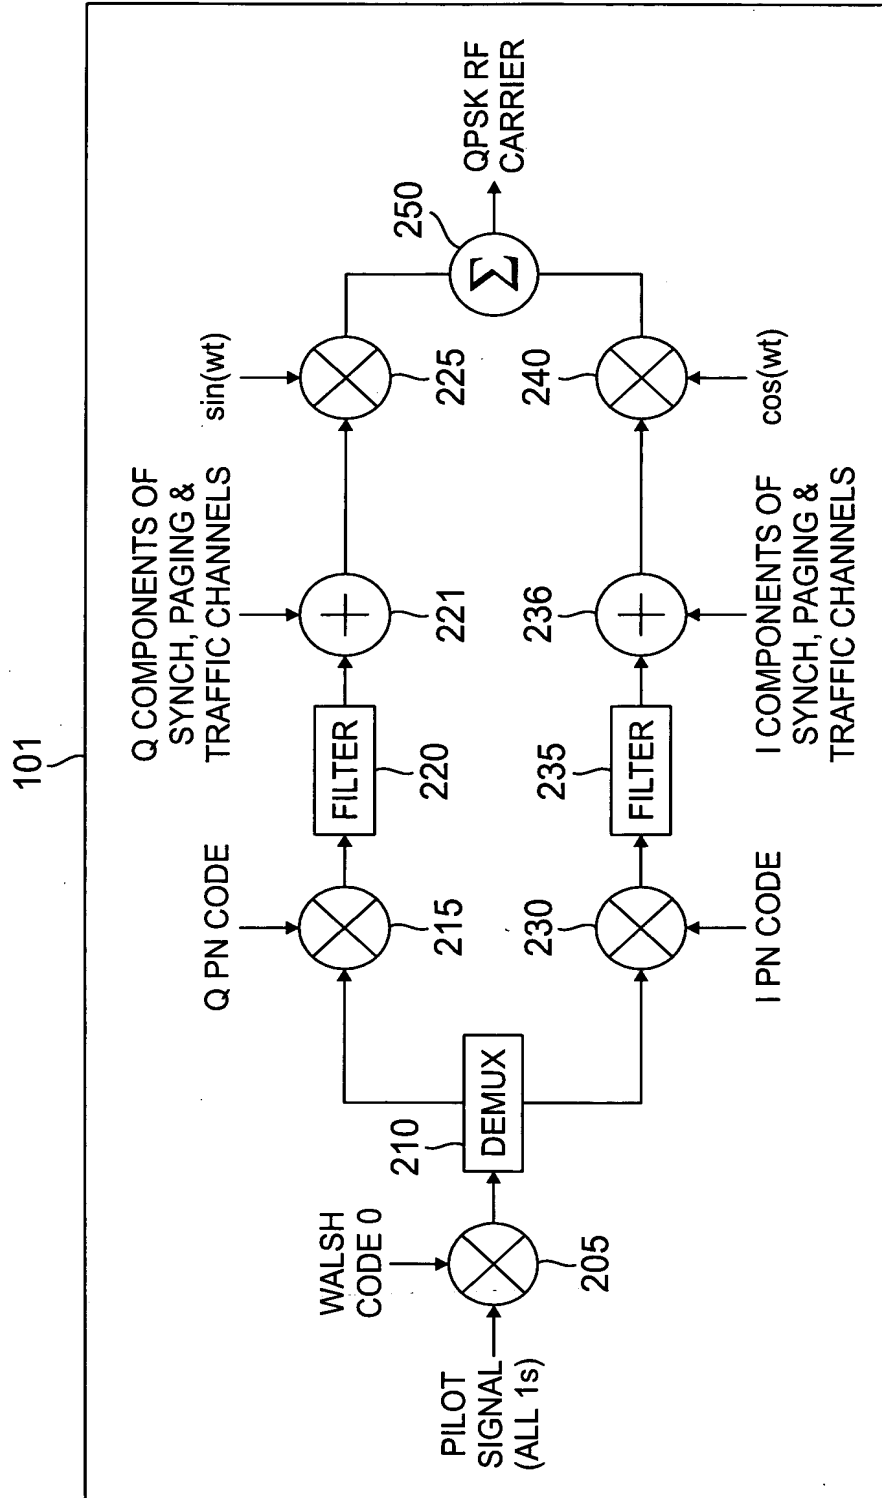 101
Q COMPONENTS OF
SYNCH, PAGING &
TRAFFIC CHANNELS
Q PN CODE
sin(wt)
WALSH
CODE 0
PILOT
SIGNAL
(ALL 1s)
205
210
DEMUX
215
FILTER
220
221
225
250
Σ
QPSK RF
CARRIER
230
FILTER
235
236
240
I PN CODE
I COMPONENTS OF
SYNCH, PAGING &
TRAFFIC CHANNELS
cos(wt)